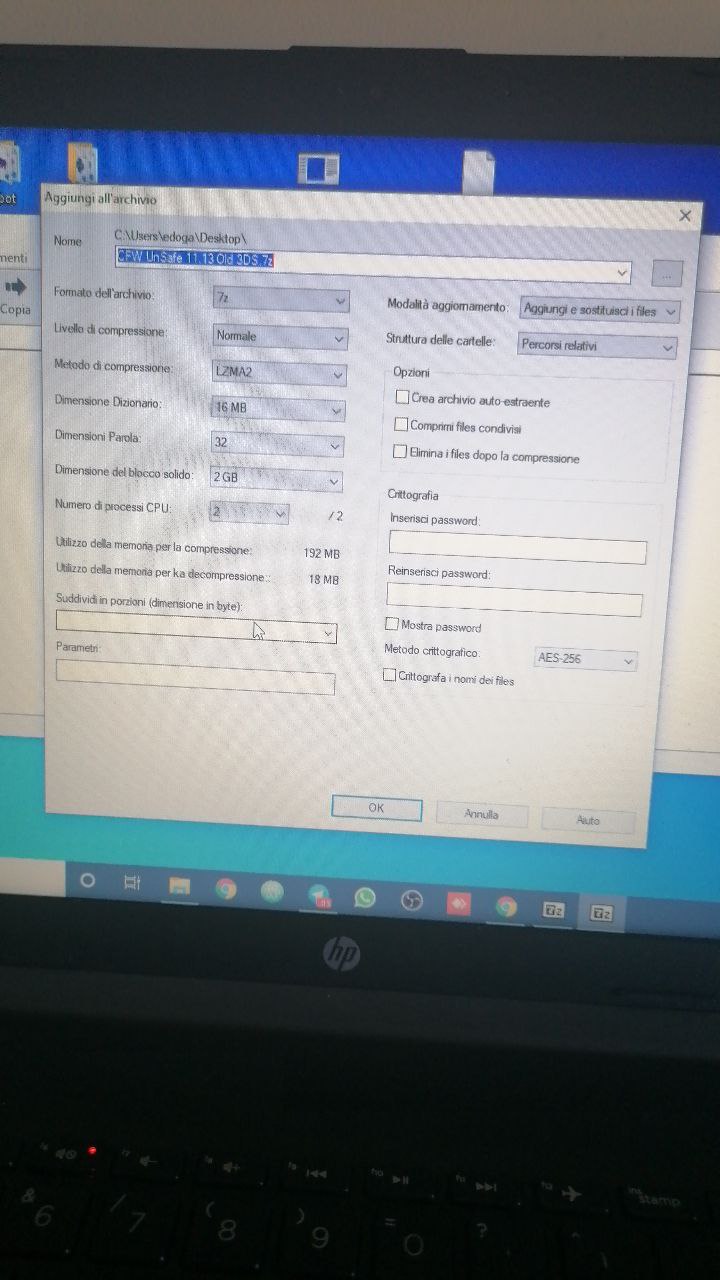 Aggiungi all'archivio
Nome
C:\Users\edoga\Desktop\
CFW UnSafe 11.13 Old 3DS.7z
...
Copia
Formato dell'archivio:
7z
Livello di compressione:
Normale
Metodo di compressione:
LZMA2
Dimensione Dizionario:
16 MB
Dimensioni Parola:
32
Dimensione del blocco solido:
2 GB
Numero di processi CPU:
2
/ 2
Utilizzo della memoria per la compressione:
192 MB
Utilizzo della memoria per ka decompressione::
18 MB
Suddividi in porzioni (dimensione in byte):
Parametri:
Modalità aggiornamento:
Aggiungi e sostituisci i files
Struttura delle cartelle:
Percorsi relativi
Opzioni
Crea archivio auto-estraente
Comprimi files condivisi
Elimina i files dopo la compressione
Crittografia
Inserisci password:
Reinserisci password:
Mostra password
Metodo crittografico:
AES-256
Crittografa i nomi dei files
OK
Annulla
Aiuto
7z
7z
hp
stamp
& 6
/ 7
( 8
) 9
= 0
?